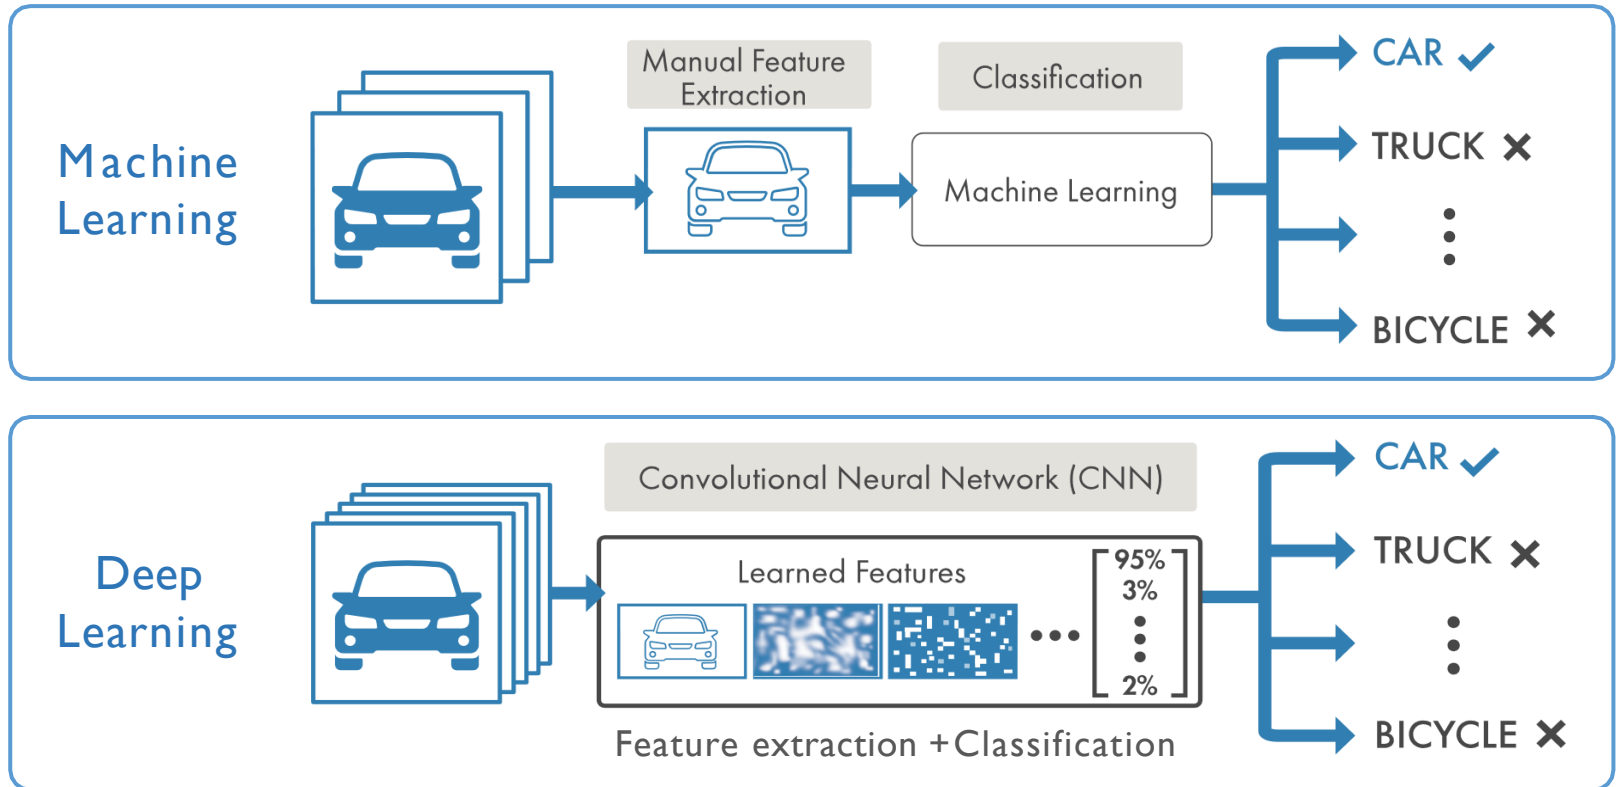 Machine
Learning
Manual Feature
Extraction
Classification
Machine Learning
CAR
TRUCK
BICYCLE
Deep
Learning
Convolutional Neural Network (CNN)
Learned Features
95%
3%
2%
Feature extraction +Classification
CAR
TRUCK
BICYCLE